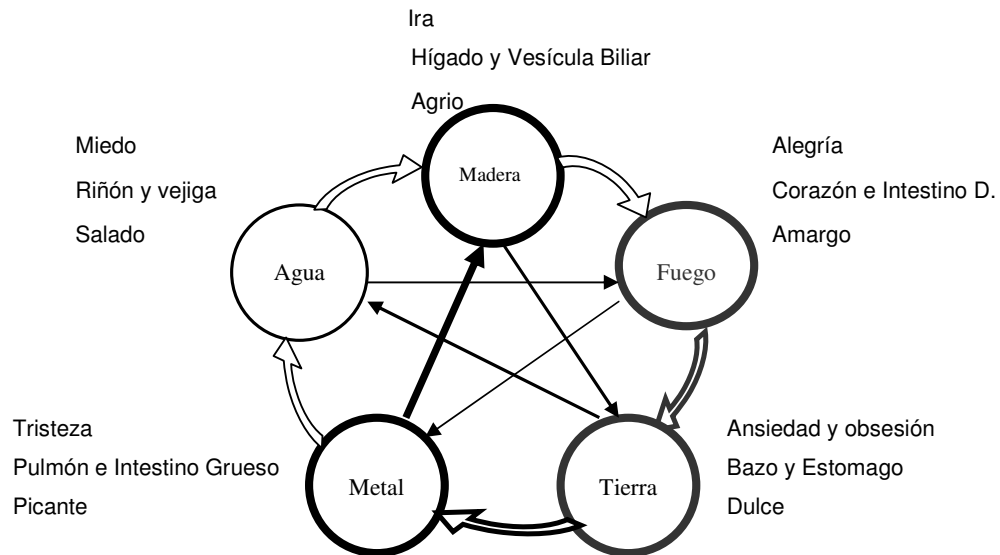 Ira
Hígado y Vesícula Biliar
Agrio
Madera
Miedo
Riñón y vejiga
Salado
Agua
Alegría
Corazón e Intestino D.
Amargo
Fuego
Tristeza
Pulmón e Intestino Grueso
Picante
Metal
Tierra
Ansiedad y obsesión
Bazo y Estomago
Dulce